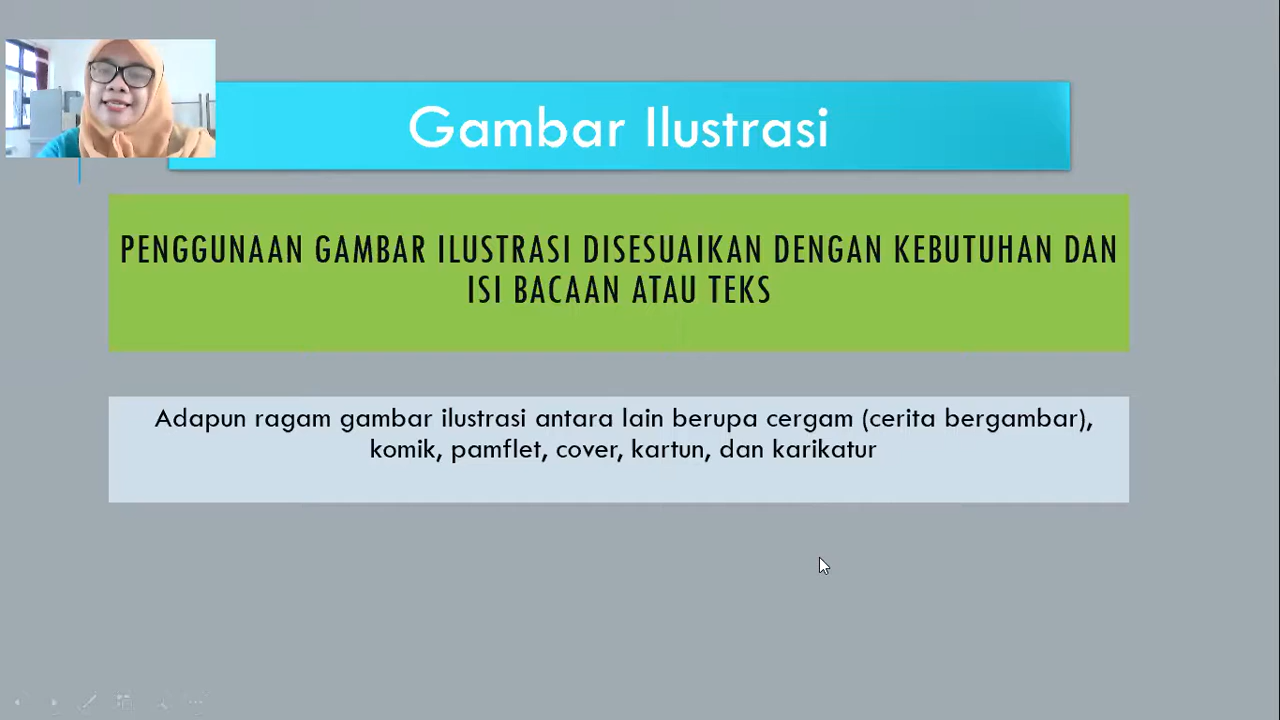 Gambar Ilustrasi
PENGGUNAAN GAMBAR ILUSTRASI DISESUAIKAN DENGAN KEBUTUHAN DAN
ISI BACAAN ATAU TEKS
Adapun ragam gambar ilustrasi antara lain berupa cergam (cerita bergambar),
komik, pamflet, cover, kartun, dan karikatur